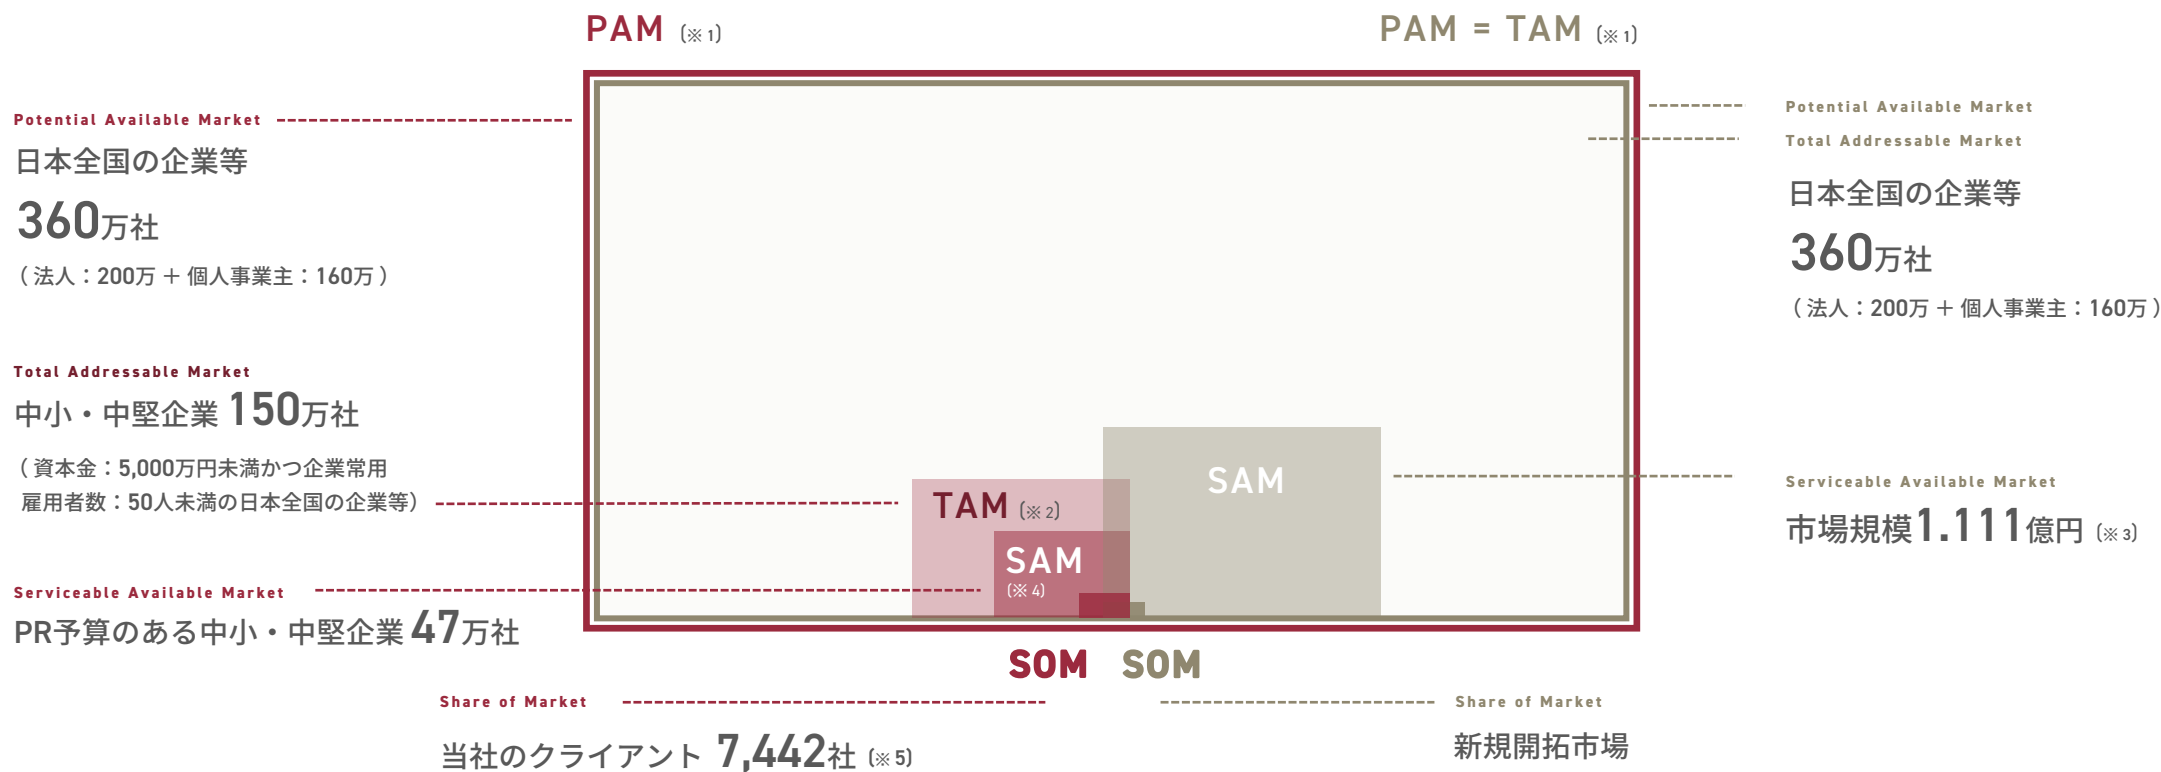 PAM (※1)
PAM = TAM (※1)
Potential Available Market
日本全国の企業等
360万社
（法人：200万 ＋ 個人事業主：160万）
Total Addressable Market
中小・中堅企業 150万社
（資本金：5,000万円未満かつ企業常用
雇用者数：50人未満の日本全国の企業等）
Serviceable Available Market
PR予算のある中小・中堅企業 47万社
TAM (※2)
SAM
(※4)
SAM
Potential Available Market
Total Addressable Market
日本全国の企業等
360万社
（法人：200万 ＋ 個人事業主：160万）
Serviceable Available Market
市場規模1.111億円 (※3)
SOM
SOM
Share of Market
当社のクライアント 7,442社 (※5)
Share of Market
新規開拓市場